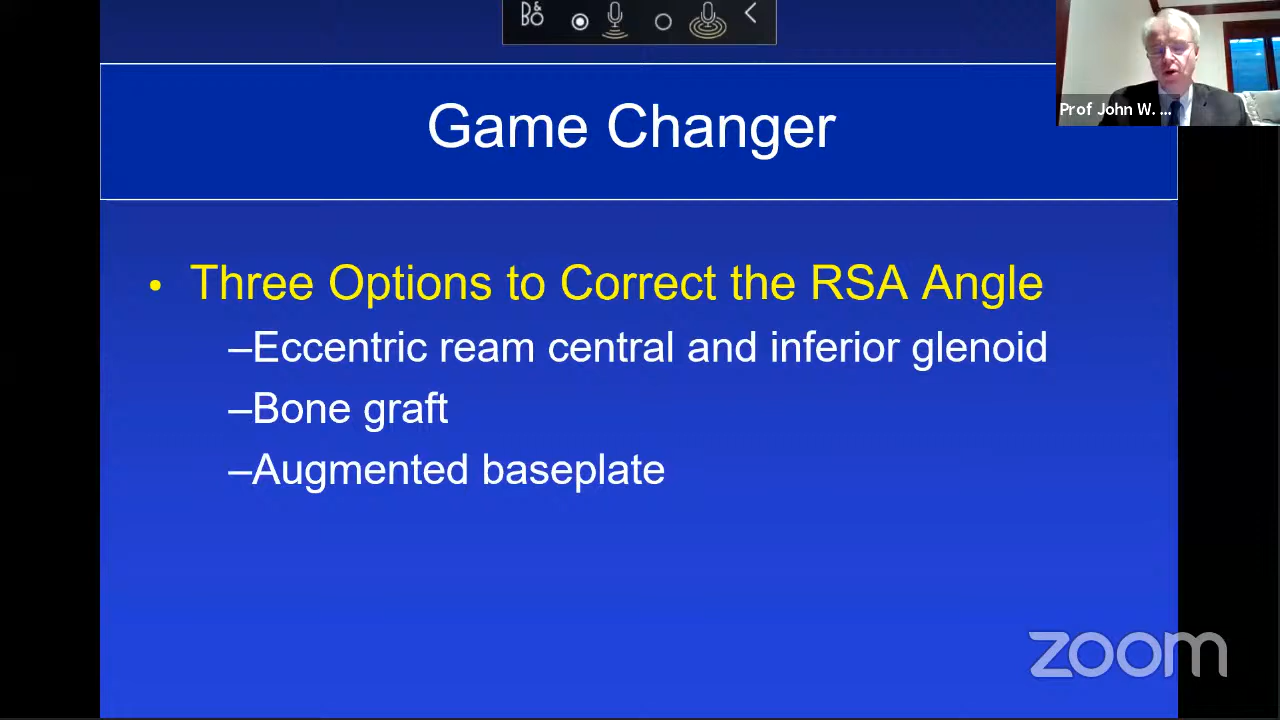 B&O
Prof John W. ...
Game Changer
• Three Options to Correct the RSA Angle
–Eccentric ream central and inferior glenoid
–Bone graft
–Augmented baseplate
zoom